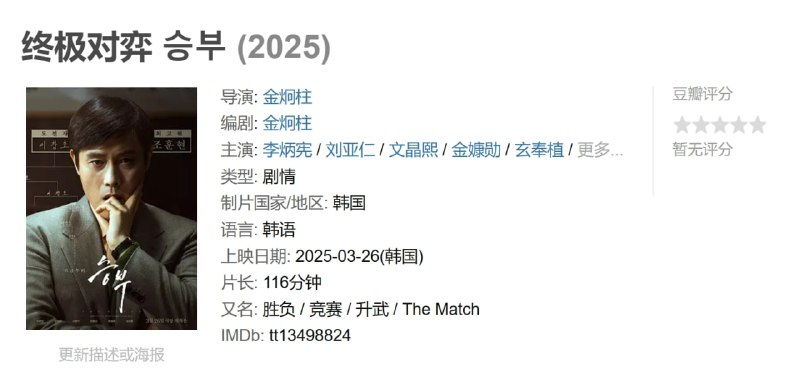 终极对弈 승부 (2025)
도전자
최고위
이창호
조훈현
승부
更新描述或海报
导演: 金炯柱
编剧: 金炯柱
主演: 李炳宪 / 刘亚仁 / 文晶熙 / 金嫝勋 / 玄奉植 / 更多...
类型: 剧情
制片国家/地区: 韩国
语言: 韩语
上映日期: 2025-03-26(韩国)
片长: 116分钟
又名: 胜负 / 竞赛 / 升武 / The Match
IMDb: tt13498824
豆瓣评分
暂无评分